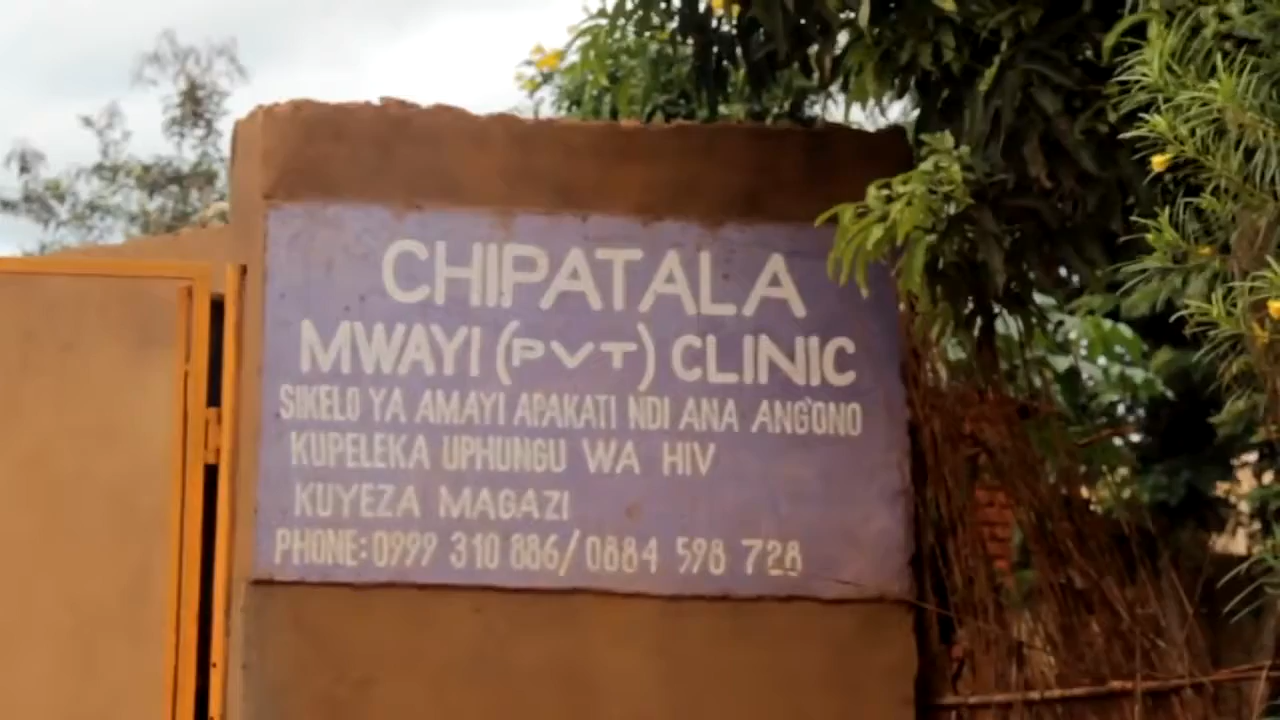 CHIPATALA
MWAYI (PVT) CLINIC
SIKELO YA AMAYI APAKATI NDI ANA ANG'ONO
KUPELEKA UPHUNGU WA HIV
KUYEZA MAGAZI
PHONE: 0999 310 886/0884 598 728